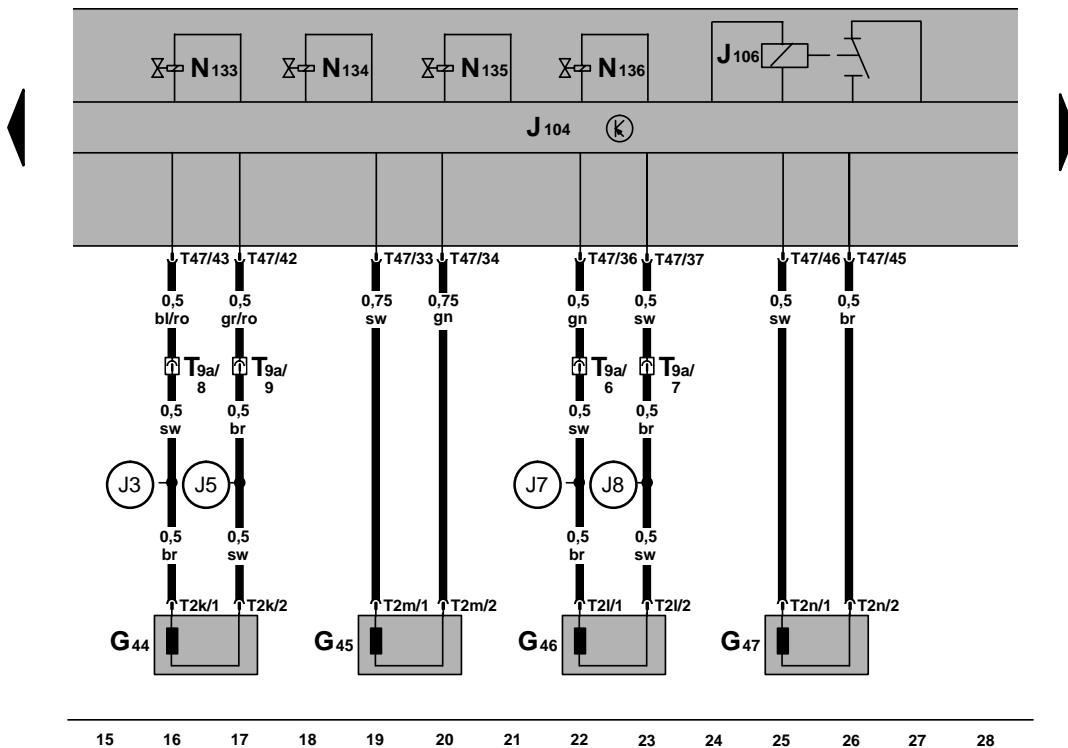 N133 N134 N135 N136 J106
J104
T47/43 T47/42 T47/33 T47/34 T47/36 T47/37 T47/46 T47/45
0,5 0,5 0,75 0,75 0,5 0,5 0,5 0,5
bl/ro gr/ro sw gn gn sw sw br
T9a/ T9a/ T9a/ T9a/
8 9 6 7
0,5 0,5 0,5 0,5
sw br sw br
J3 J5 J7 J8
0,5 0,5 0,5 0,5
br sw br sw
T2k/1 T2k/2 T2m/1 T2m/2 T2l/1 T2l/2 T2n/1 T2n/2
G44 G45 G46 G47
15 16 17 18 19 20 21 22 23 24 25 26 27 28